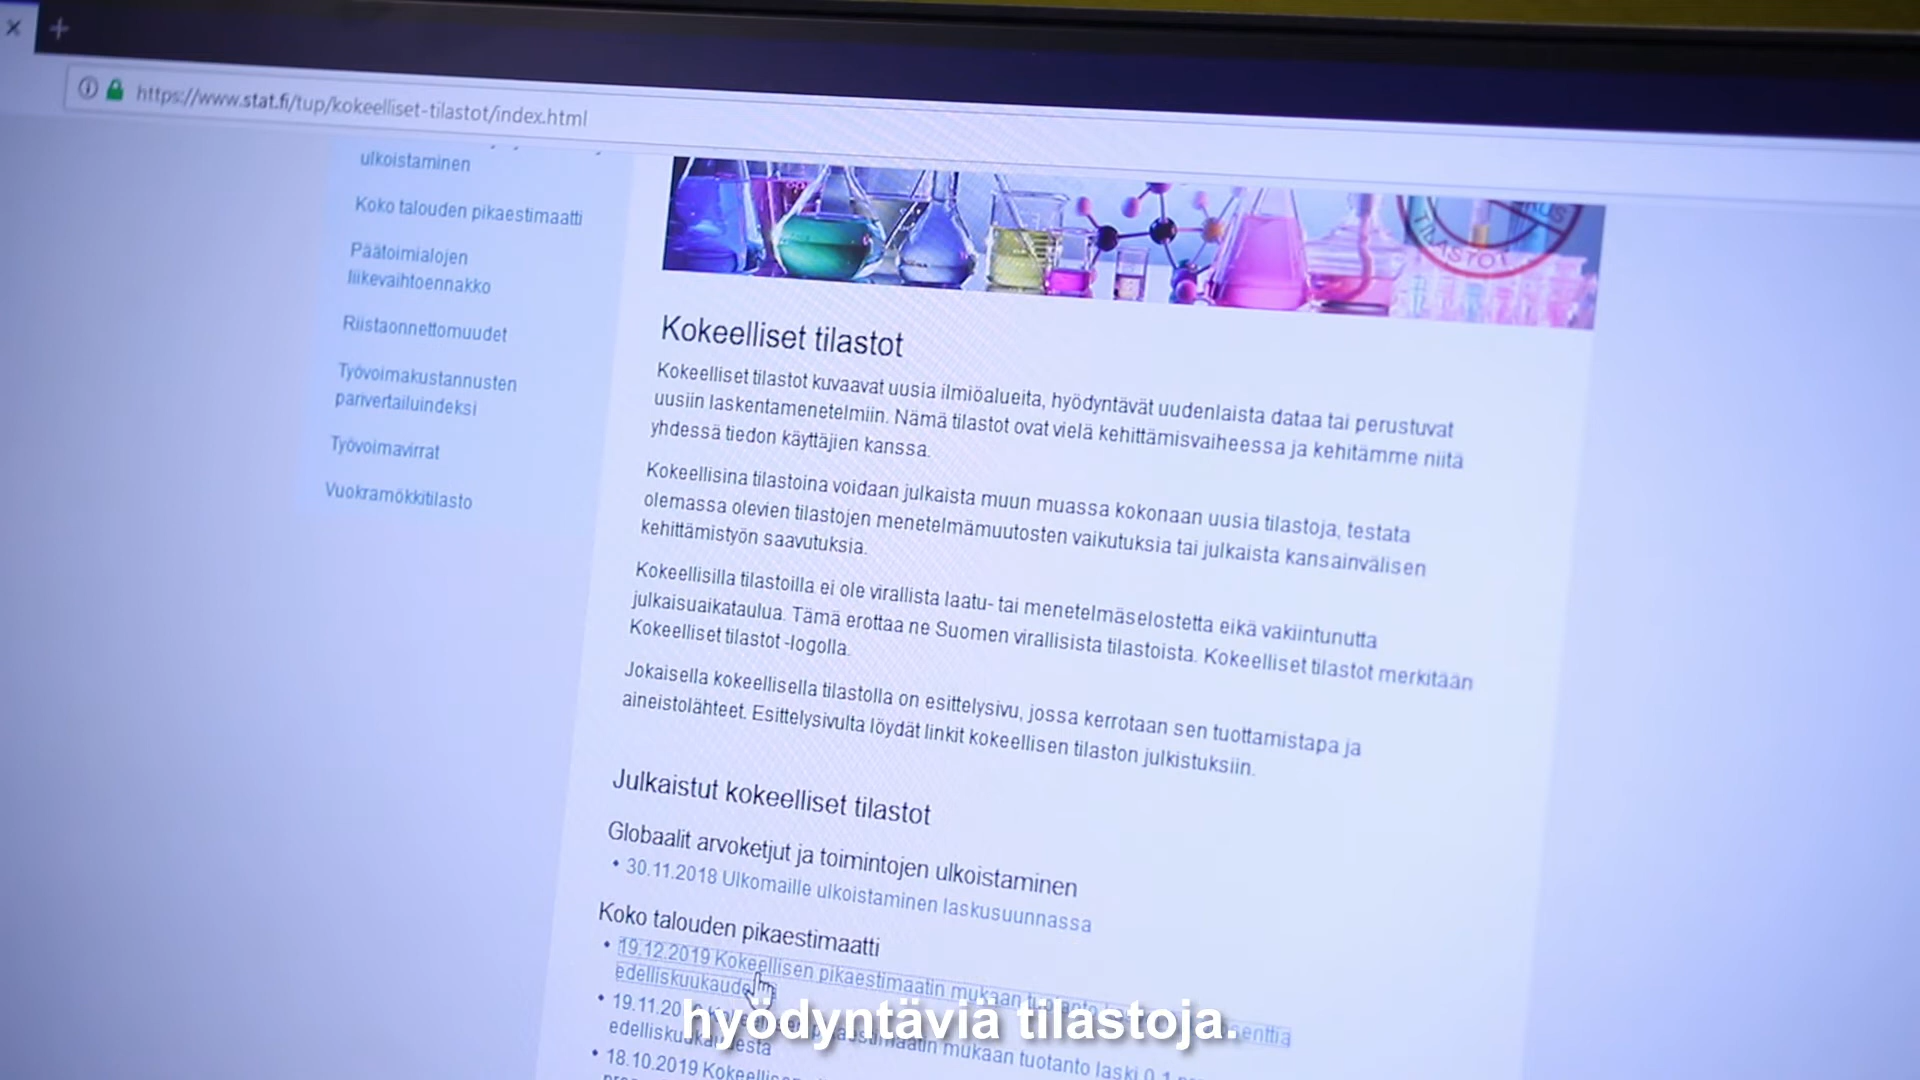 https://www.stat.fi/tup/kokeelliset-tilastot/index.html
ulkoistaminen
Koko talouden pikaestimaatti
Päätoimialojen
liikevaihtoennakko
Riistaonnettomuudet
Työvoimakustannusten
parivertailuindeksi
Työvoimavirrat
Vuokramökkitilasto
TILASTOT
Kokeelliset tilastot
Kokeelliset tilastot kuvaavat uusia ilmiöalueita, hyödyntävät uudenlaista dataa tai perustuvat
uusiin laskentamenetelmiin. Nämä tilastot ovat vielä kehittämisvaiheessa ja kehitämme niitä
yhdessä tiedon käyttäjien kanssa.
Kokeellisina tilastoina voidaan julkaista muun muassa kokonaan uusia tilastoja, testata
olemassa olevien tilastojen menetelmämuutosten vaikutuksia tai julkaista kansainvälisen
kehittämistyön saavutuksia.
Kokeellisilla tilastoilla ei ole virallista laatu- tai menetelmäselostetta eikä vakiintunutta
julkaisuaikataulua. Tämä erottaa ne Suomen virallisista tilastoista. Kokeelliset tilastot merkitään
Kokeelliset tilastot -logolla.
Jokaisella kokeellisella tilastolla on esittelysivu, jossa kerrotaan sen tuottamistapa ja
aineistolähteet. Esittelysivulta löydät linkit kokeellisen tilaston julkistuksiin.
Julkaistut kokeelliset tilastot
Globaalit arvoketjut ja toimintojen ulkoistaminen
• 30.11.2018 Ulkomaille ulkoistaminen laskusuunnassa
Koko talouden pikaestimaatti
• 19.12.2019 Kokeellisen pikaestimaatin mukaan tuotanto
• mukaan tuotanto laski 0,1
• 18.10.2019
hyödyntäviä tilastoja.